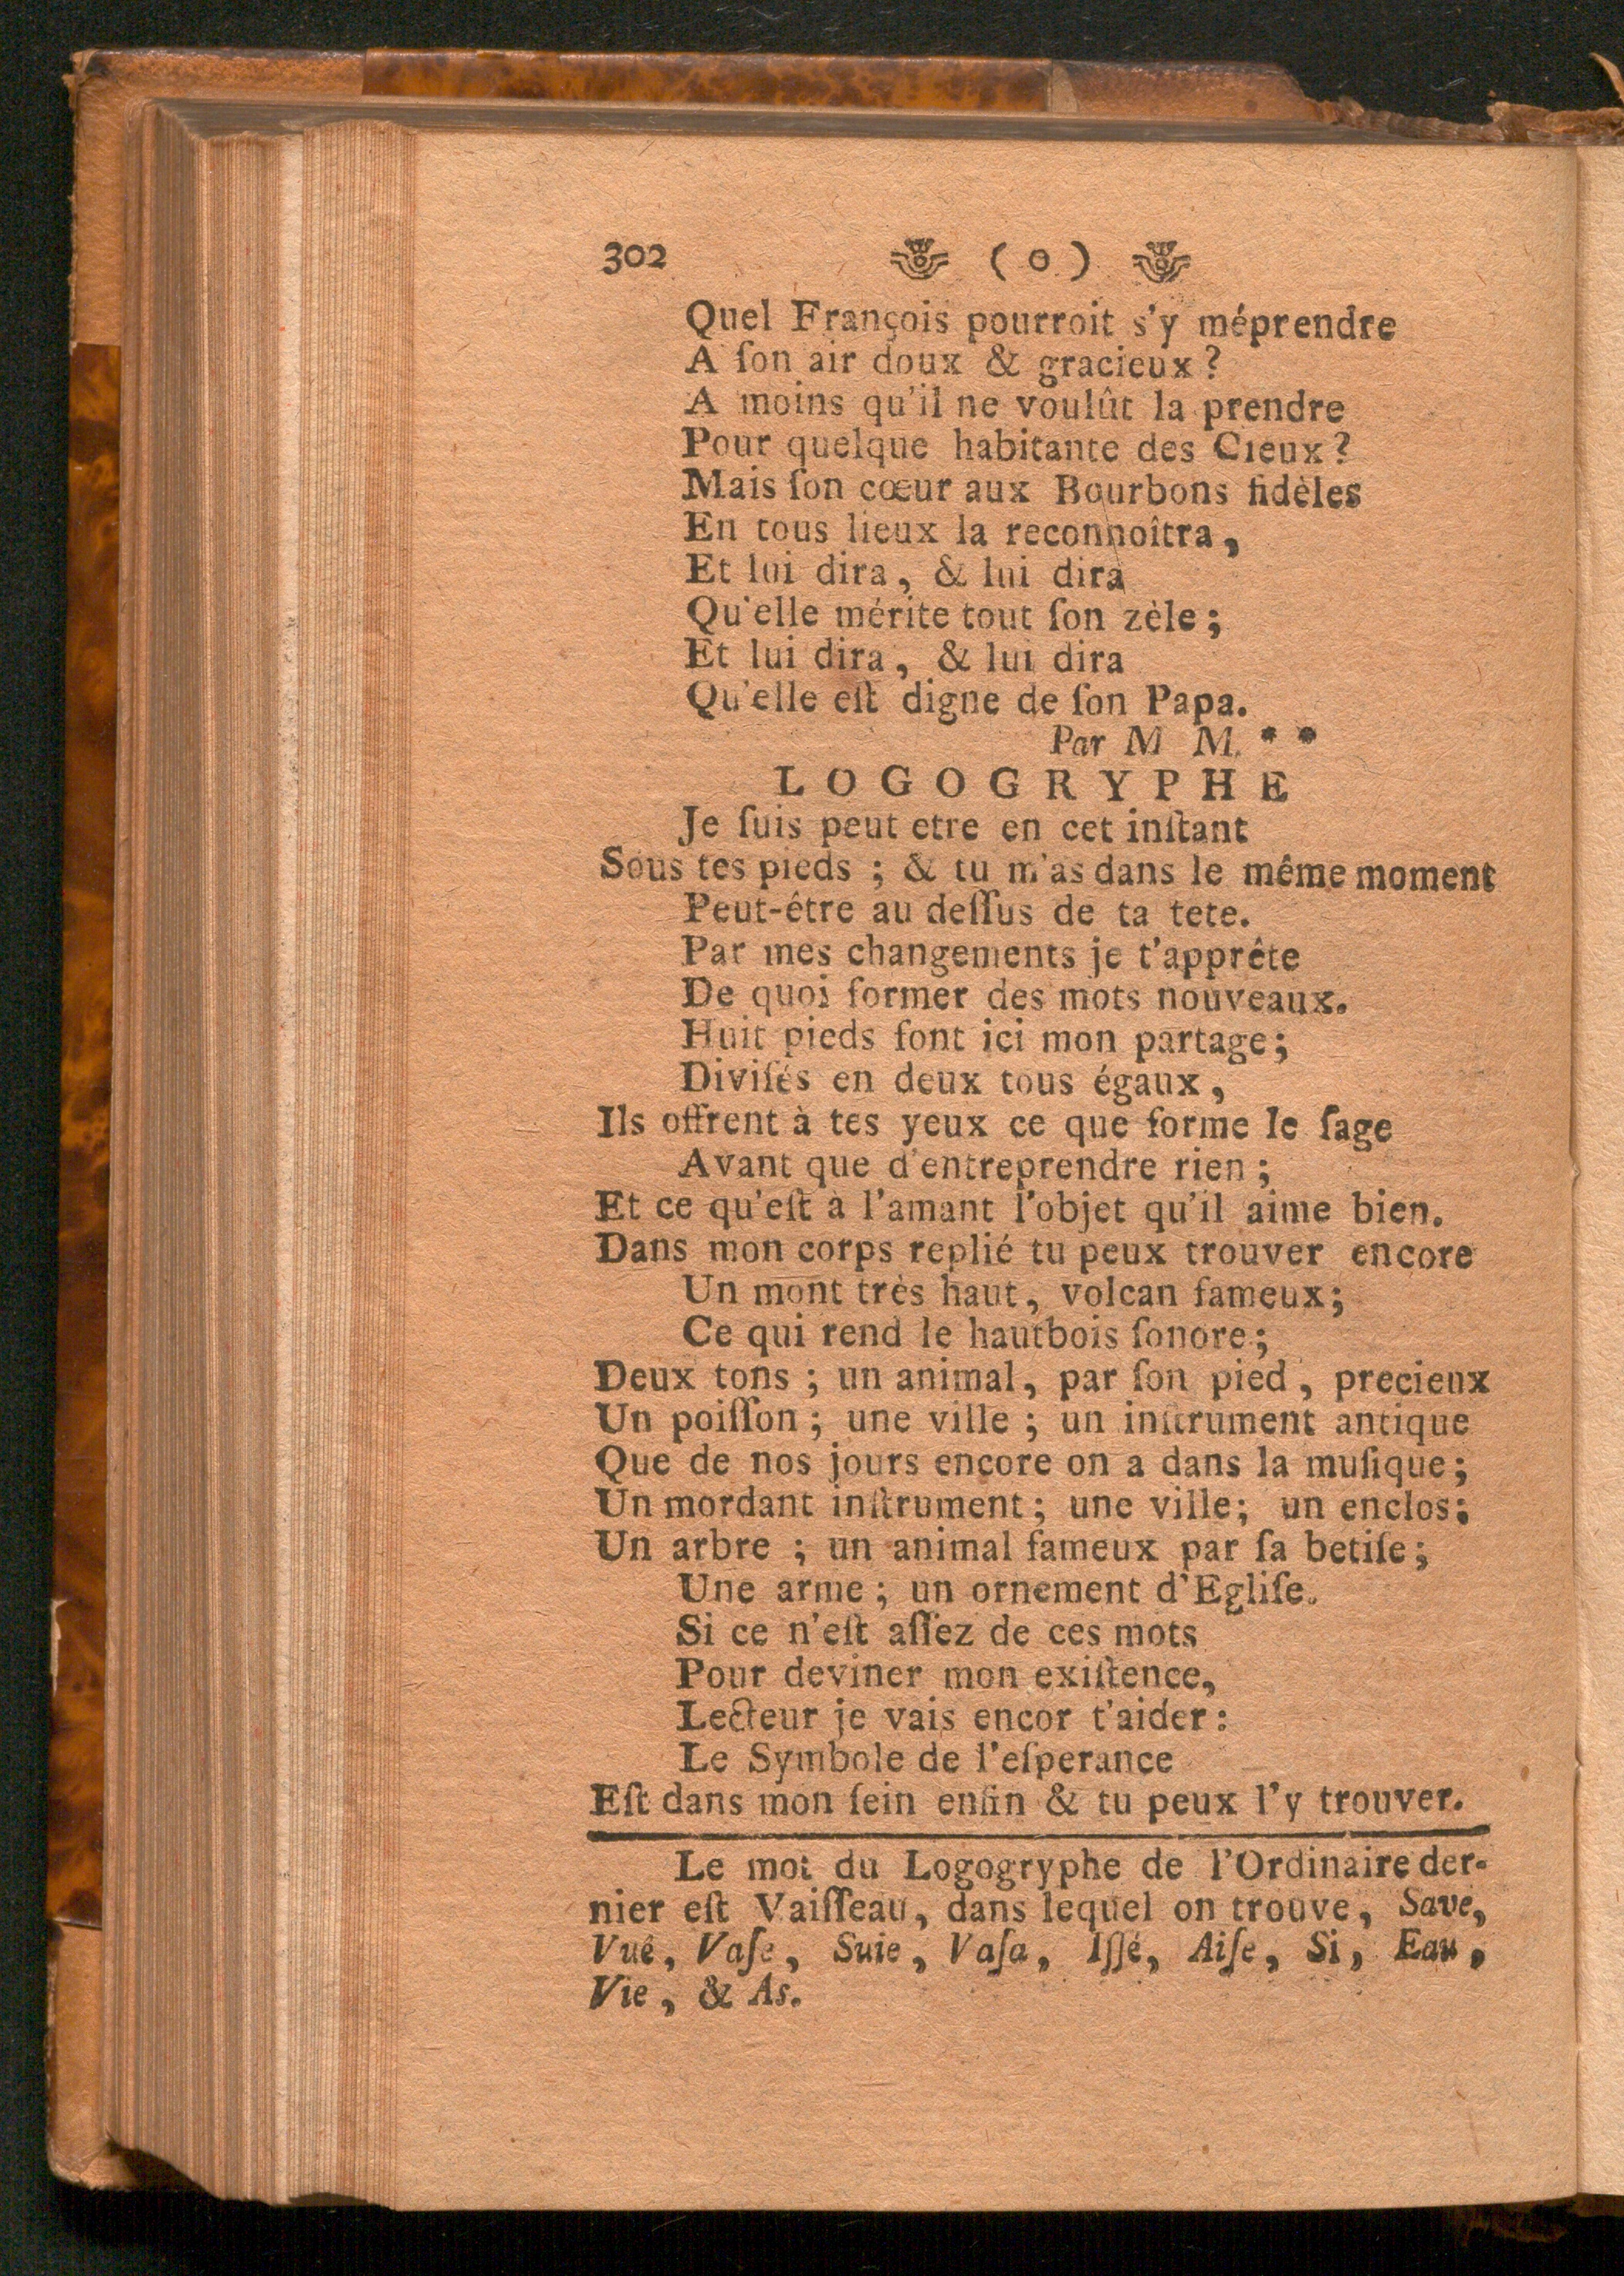 302 ( o )
Quel François pourroit s'y méprendre
A ſon air doux & gracieux?
A moins qu'il ne voulût la prendre
Pour quelque habitante des Cieux?
Mais ſon cœur aux Bourbons fidèles
En tous lieux la reconnoîtra,
Et lui dira, & lui dira
Qu'elle mérite tout ſon zèle;
Et lui dira, & lui dira
Qu'elle eſt digne de ſon Papa.
Par M M. * *
LOGOGRYPHE
Je ſuis peut etre en cet inſtant
Sous tes pieds ; & tu m'as dans le même moment
Peut-être au deſſus de ta tete.
Par mes changements je t'apprête
De quoi former des mots nouveaux.
Huit pieds ſont ici mon partage;
Diviſés en deux tous égaux,
Ils offrent à tes yeux ce que forme le ſage
Avant que d'entreprendre rien;
Et ce qu'eſt à l'amant l'objet qu'il aime bien.
Dans mon corps replié tu peux trouver encore
Un mont très haut, volcan fameux;
Ce qui rend le hautbois ſonore;
Deux tons ; un animal, par ſon pied, precieux
Un poiſſon; une ville ; un inſtrument antique
Que de nos jours encore on a dans la muſique;
Un mordant inſtrument; une ville; un enclos;
Un arbre ; un animal fameux par ſa betiſe;
Une arme; un ornement d'Egliſe.
Si ce n'eſt aſſez de ces mots
Pour deviner mon exiſtence,
Lecteur je vais encor t'aider:
Le Symbole de l'eſperance
Eſt dans mon ſein enfin & tu peux l'y trouver.
Le mot du Logogryphe de l'Ordinaire der-
nier eſt Vaiſſeau, dans lequel on trouve, Save,
Vuë, Vaſe, Suie, Vaſa, Iſſé, Aiſe, Si, Eau,
Vie, & As.